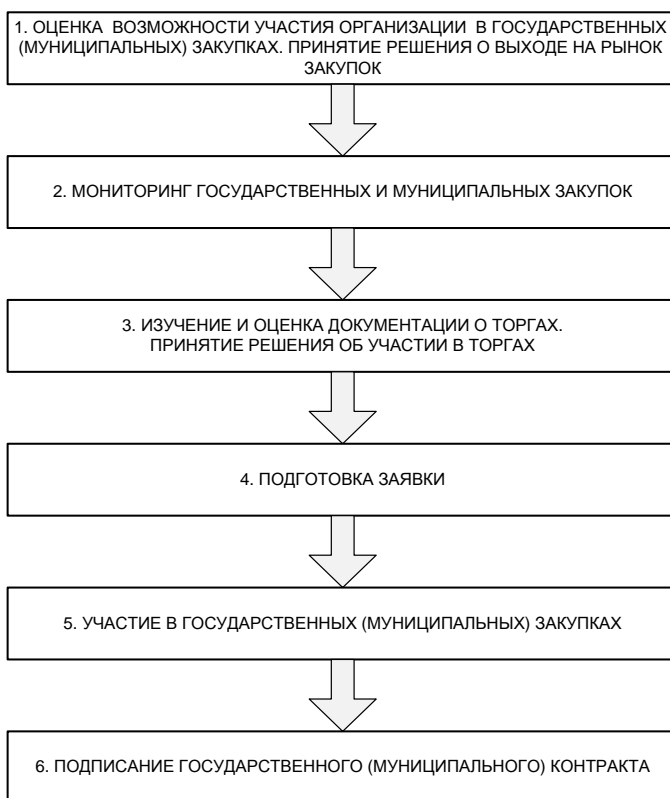 1. ОЦЕНКА ВОЗМОЖНОСТИ УЧАСТИЯ ОРГАНИЗАЦИИ В ГОСУДАРСТВЕННЫХ
(МУНИЦИПАЛЬНЫХ) ЗАКУПКАХ. ПРИНЯТИЕ РЕШЕНИЯ О ВЫХОДЕ НА РЫНОК
ЗАКУПОК
2. МОНИТОРИНГ ГОСУДАРСТВЕННЫХ И МУНИЦИПАЛЬНЫХ ЗАКУПОК
3. ИЗУЧЕНИЕ И ОЦЕНКА ДОКУМЕНТАЦИИ О ТОРГАХ.
ПРИНЯТИЕ РЕШЕНИЯ ОБ УЧАСТИИ В ТОРГАХ
4. ПОДГОТОВКА ЗАЯВКИ
5. УЧАСТИЕ В ГОСУДАРСТВЕННЫХ (МУНИЦИПАЛЬНЫХ) ЗАКУПКАХ
6. ПОДПИСАНИЕ ГОСУДАРСТВЕННОГО (МУНИЦИПАЛЬНОГО) КОНТРАКТА